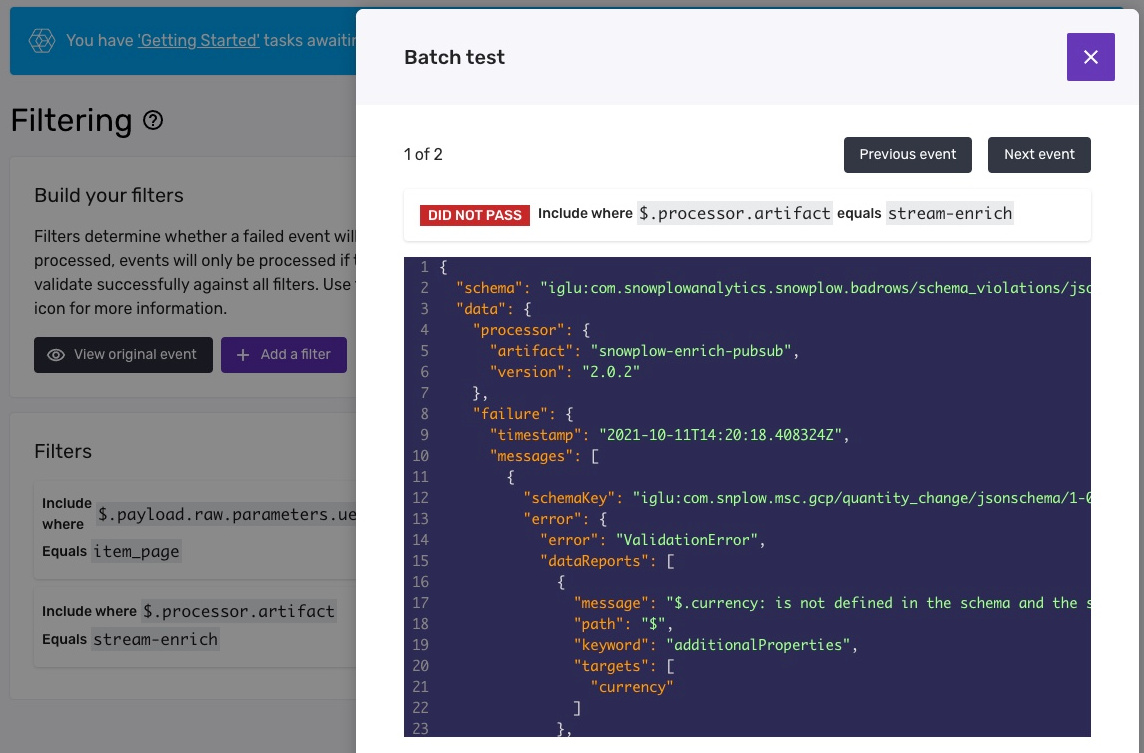 You have 'Getting Started' tasks
Filtering
Build your filters
Filters determine whether a failed event
processed, events will only be processed if
validate successfully against all filters. Use
icon for more information.
View original event
Add a filter
Filters
Include where $.payload.raw.parameters.ue
Equals item_page
Include where $.processor.artifact
Equals stream-enrich
Batch test
1 of 2
Previous event
Next event
DID NOT PASS Include where $.processor.artifact equals stream-enrich
1 {
2 "schema": "iglu:com.snowplowanalytics.snowplow.badrows/schema_violations/jsc
3 "data": {
4 "processor": {
5 "artifact": "snowplow-enrich-pubsub",
6 "version": "2.0.2"
7 },
8 "failure": {
9 "timestamp": "2021-10-11T14:20:18.408324Z",
10 "messages": [
11 {
12 "schemaKey": "iglu:com.snplow.msc.gcp/quantity_change/jsonschema/1-0
13 "error": {
14 "error": "ValidationError",
15 "dataReports": [
16 {
17 "message": "$.currency: is not defined in the schema and the s
18 "path": "$",
19 "keyword": "additionalProperties",
20 "targets": [
21 "currency"
22 ]
23 },